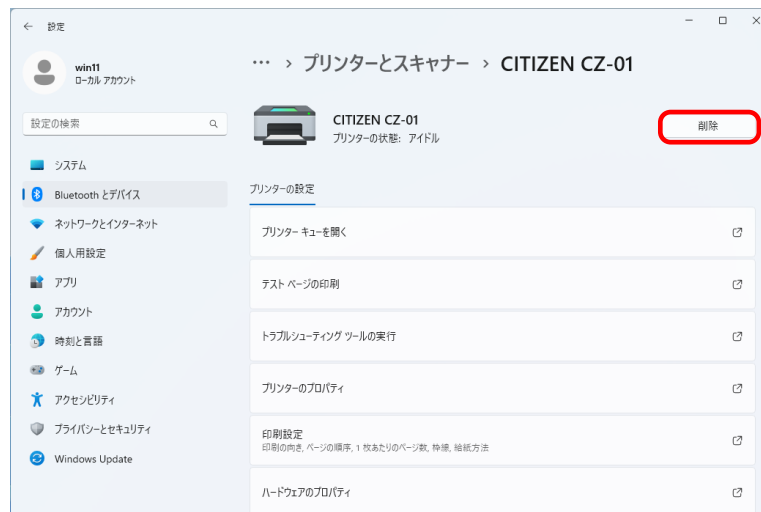 設定
win11
ローカル アカウント
設定の検索
システム
Bluetooth とデバイス
ネットワークとインターネット
個人用設定
アプリ
アカウント
時刻と言語
ゲーム
アクセシビリティ
プライバシーとセキュリティ
Windows Update
… › プリンターとスキャナー › CITIZEN CZ-01
CITIZEN CZ-01
プリンターの状態: アイドル
削除
プリンターの設定
プリンター キューを開く
テスト ページの印刷
トラブルシューティング ツールの実行
プリンターのプロパティ
印刷設定
印刷の向き, ページの順序, 1 枚あたりのページ数, 枠線, 給紙方法
ハードウェアのプロパティ